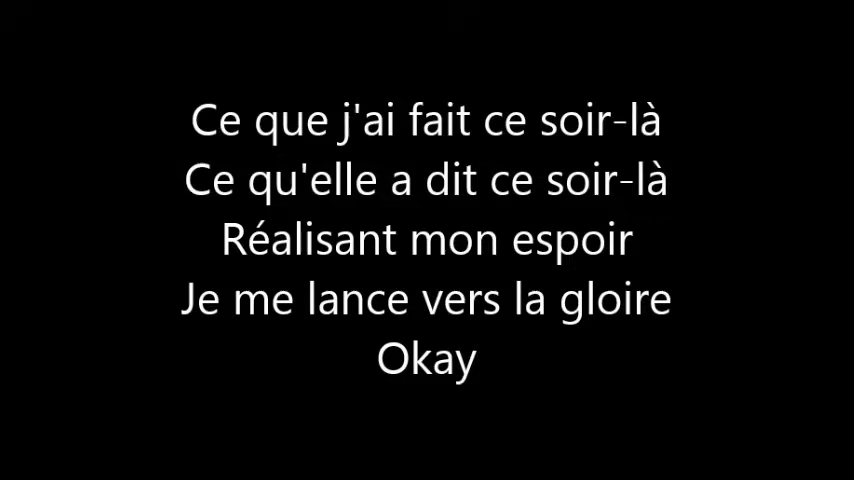 Ce que j'ai fait ce soir-là
Ce qu'elle a dit ce soir-là
Réalisant mon espoir
Je me lance vers la gloire
Okay